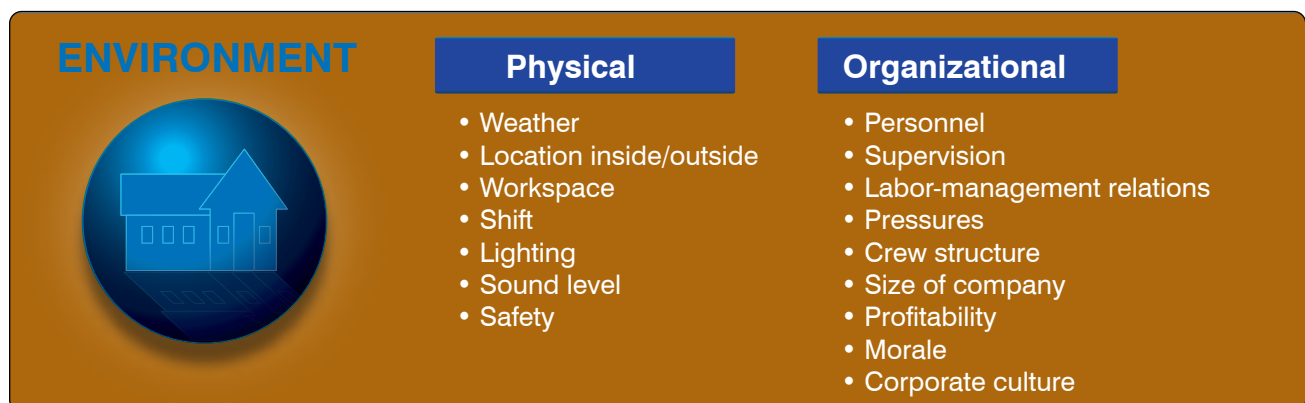 ENVIRONMENT
Physical
• Weather
• Location inside/outside
• Workspace
• Shift
• Lighting
• Sound level
• Safety
Organizational
• Personnel
• Supervision
• Labor-management relations
• Pressures
• Crew structure
• Size of company
• Profitability
• Morale
• Corporate culture